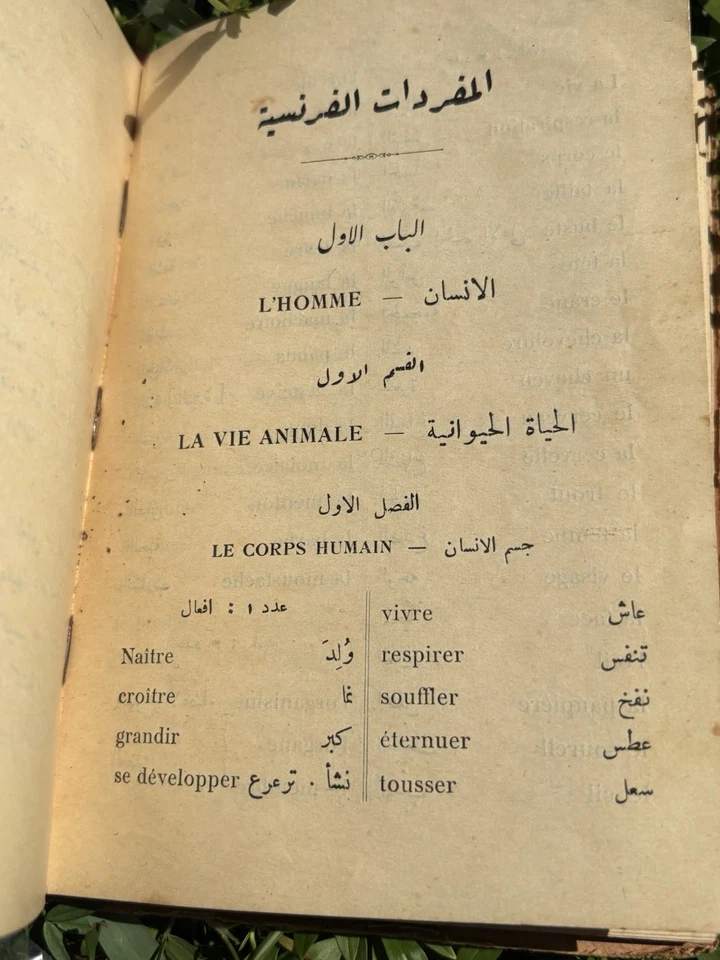 المفردات الفرنسية
الباب الاول
L'HOMME — الانسان
القسم الاول
LA VIE ANIMALE — الحياة الحيوانية
الفصل الاول
LE CORPS HUMAIN — جسم الانسان
عدد ١ : افعال
Naître وُلِدَ
croitre نما
grandir كبر
se développer نشأ . ترعرع
vivre عاش
respirer تنفس
souffler نفخ
éternuer عطس
tousser سعل